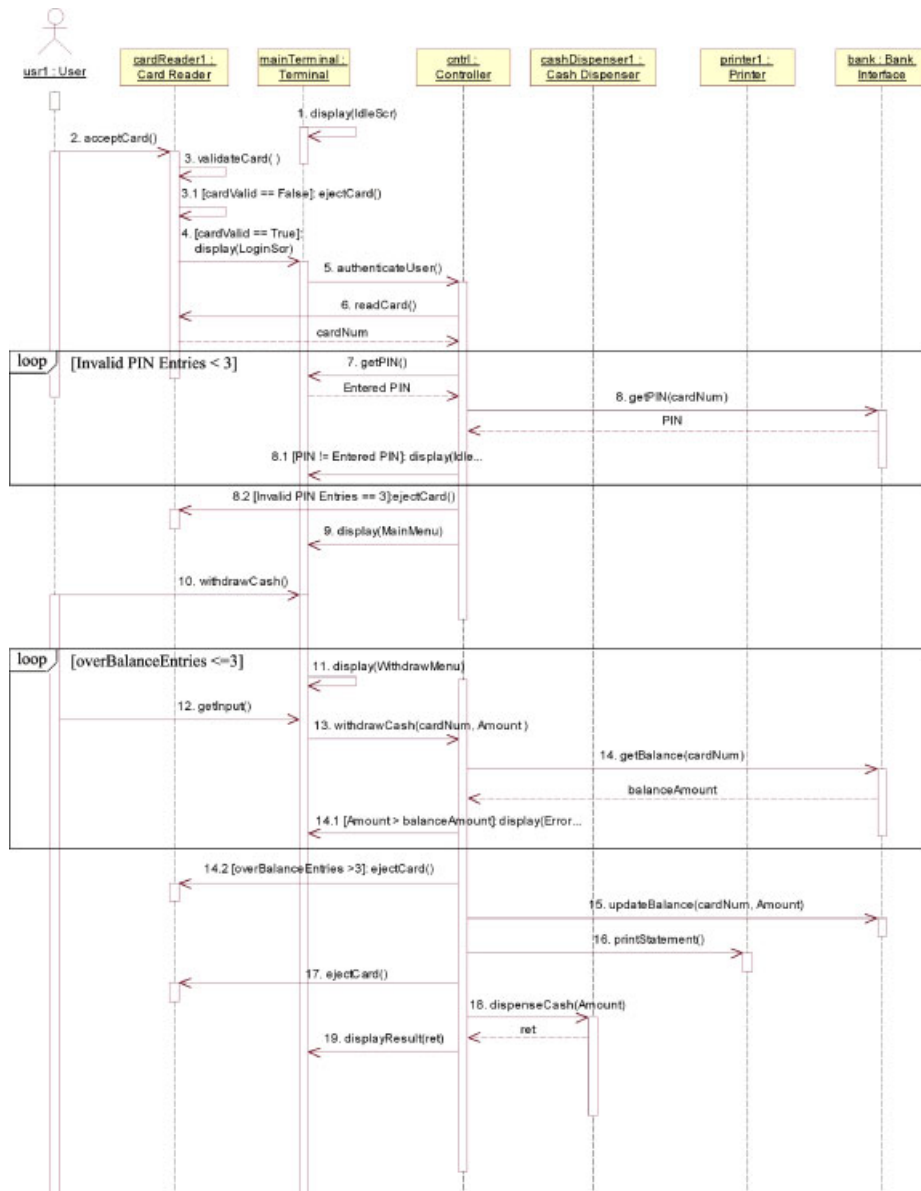 usr1 : User
cardReader1 :
Card Reader
mainTerminal :
Terminal
cntrl :
Controller
cashDispenser1 :
Cash Dispenser
printer1 :
Printer
bank : Bank
Interface
1. display(IdleScr)
2. acceptCard()
3. validateCard( )
3.1 [cardValid == False]: ejectCard()
4. [cardValid == True]:
display(LoginScr)
5. authenticateUser()
6. readCard()
cardNum
loop [Invalid PIN Entries < 3]
7. getPIN()
Entered PIN
8. getPIN(cardNum)
PIN
8.1 [PIN != Entered PIN]: display(Idle...
8.2 [Invalid PIN Entries == 3]:ejectCard()
9. display(MainMenu)
10. withdrawCash()
loop [overBalanceEntries <=3]
11. display(WithdrawMenu)
12. getInput()
13. withdrawCash(cardNum, Amount )
14. getBalance(cardNum)
balanceAmount
14.1 [Amount > balanceAmount]: display(Error...
14.2 [overBalanceEntries >3]: ejectCard()
15. updateBalance(cardNum, Amount)
16. printStatement()
17. ejectCard()
18. dispenseCash(Amount)
ret
19. displayResult(ret)